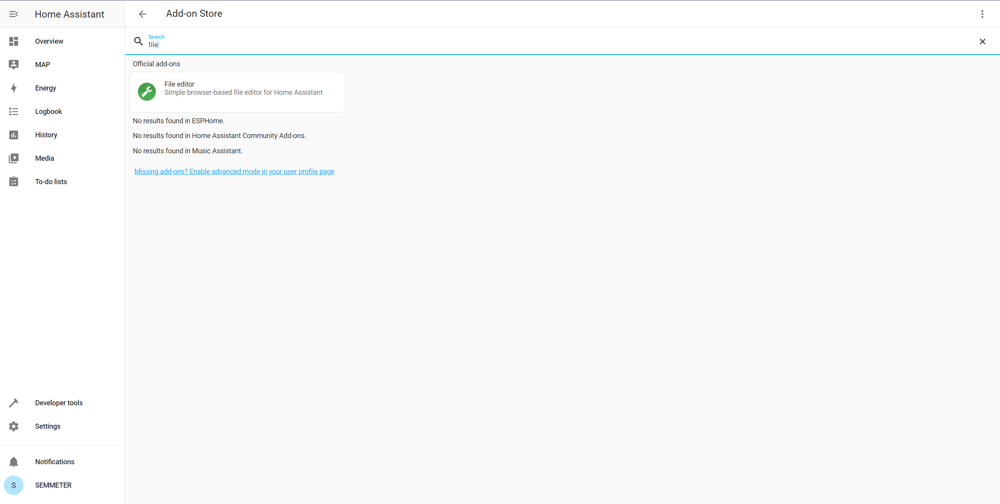 Home Assistant
Overview
MAP
Energy
Logbook
History
Media
To-do lists
Developer tools
Settings
Notifications
S
SEMMETER
Add-on Store
Search
file
Official add-ons
File editor
Simple browser-based file editor for Home Assistant
No results found in ESPHome.
No results found in Home Assistant Community Add-ons.
No results found in Music Assistant.
Missing add-ons? Enable advanced mode in your user profile page